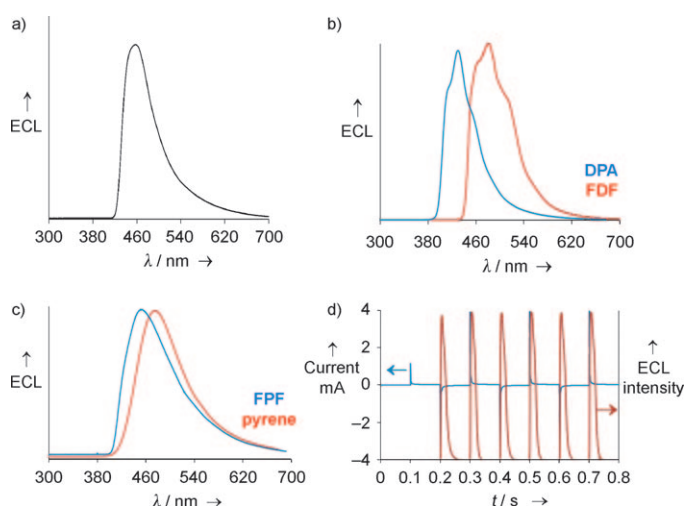 a)
↑
ECL
300 380 460 540 620 700
λ / nm →
b)
↑
ECL
DPA
FDF
300 380 460 540 620 700
λ / nm →
c)
↑
ECL
FPF
pyrene
300 380 460 540 620 700
λ / nm →
d)
4
2
0
–2
–4
↑
Current
mA
↑
ECL
intensity
0 0.1 0.2 0.3 0.4 0.5 0.6 0.7 0.8
t / s →